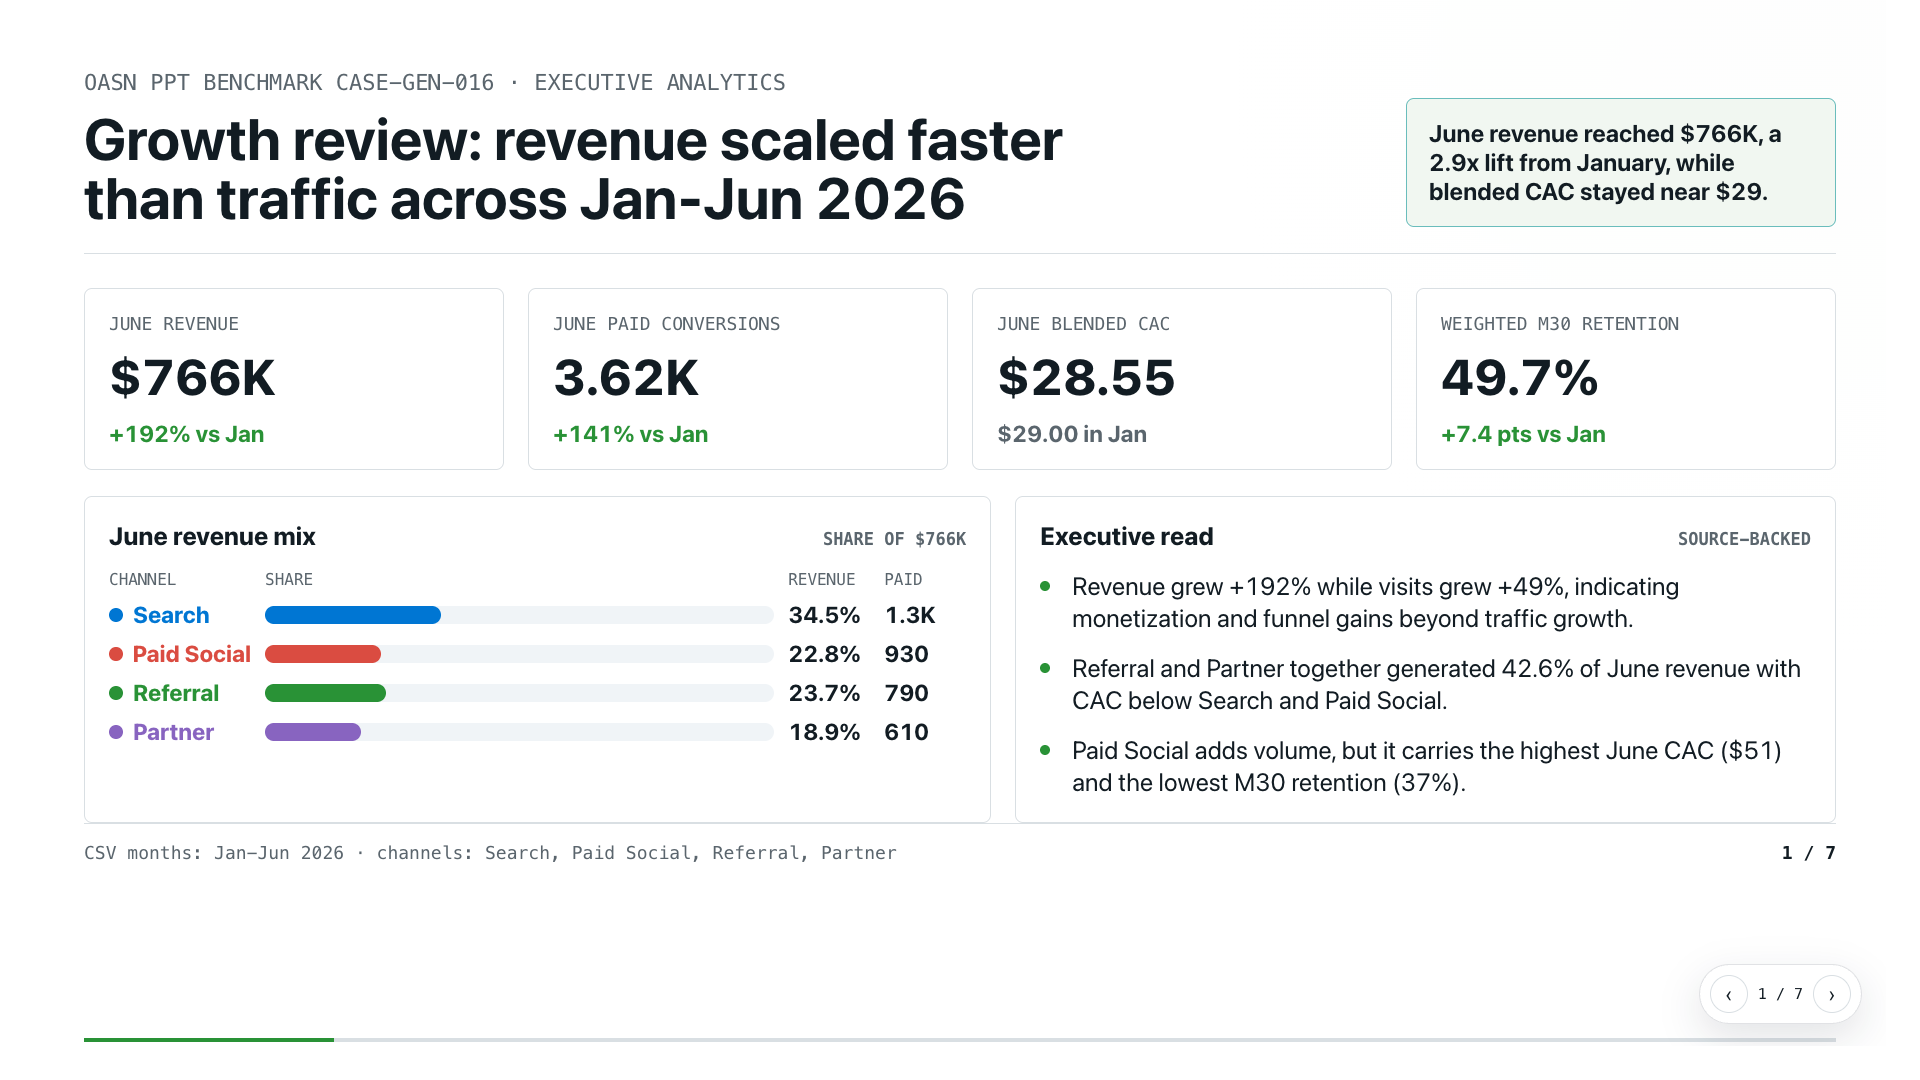 OASN PPT BENCHMARK CASE–GEN–016 · EXECUTIVE ANALYTICS
Growth review: revenue scaled faster
than traffic across Jan-Jun 2026
June revenue reached $766K, a
2.9x lift from January, while
blended CAC stayed near $29.
JUNE REVENUE
$766K
+192% vs Jan
JUNE PAID CONVERSIONS
3.62K
+141% vs Jan
JUNE BLENDED CAC
$28.55
$29.00 in Jan
WEIGHTED M30 RETENTION
49.7%
+7.4 pts vs Jan
June revenue mix
SHARE OF $766K
CHANNEL SHARE REVENUE PAID
Search 34.5% 1.3K
Paid Social 22.8% 930
Referral 23.7% 790
Partner 18.9% 610
Executive read
SOURCE–BACKED
Revenue grew +192% while visits grew +49%, indicating
monetization and funnel gains beyond traffic growth.
Referral and Partner together generated 42.6% of June revenue with
CAC below Search and Paid Social.
Paid Social adds volume, but it carries the highest June CAC ($51)
and the lowest M30 retention (37%).
CSV months: Jan–Jun 2026 · channels: Search, Paid Social, Referral, Partner
1 / 7
‹ 1 / 7 ›